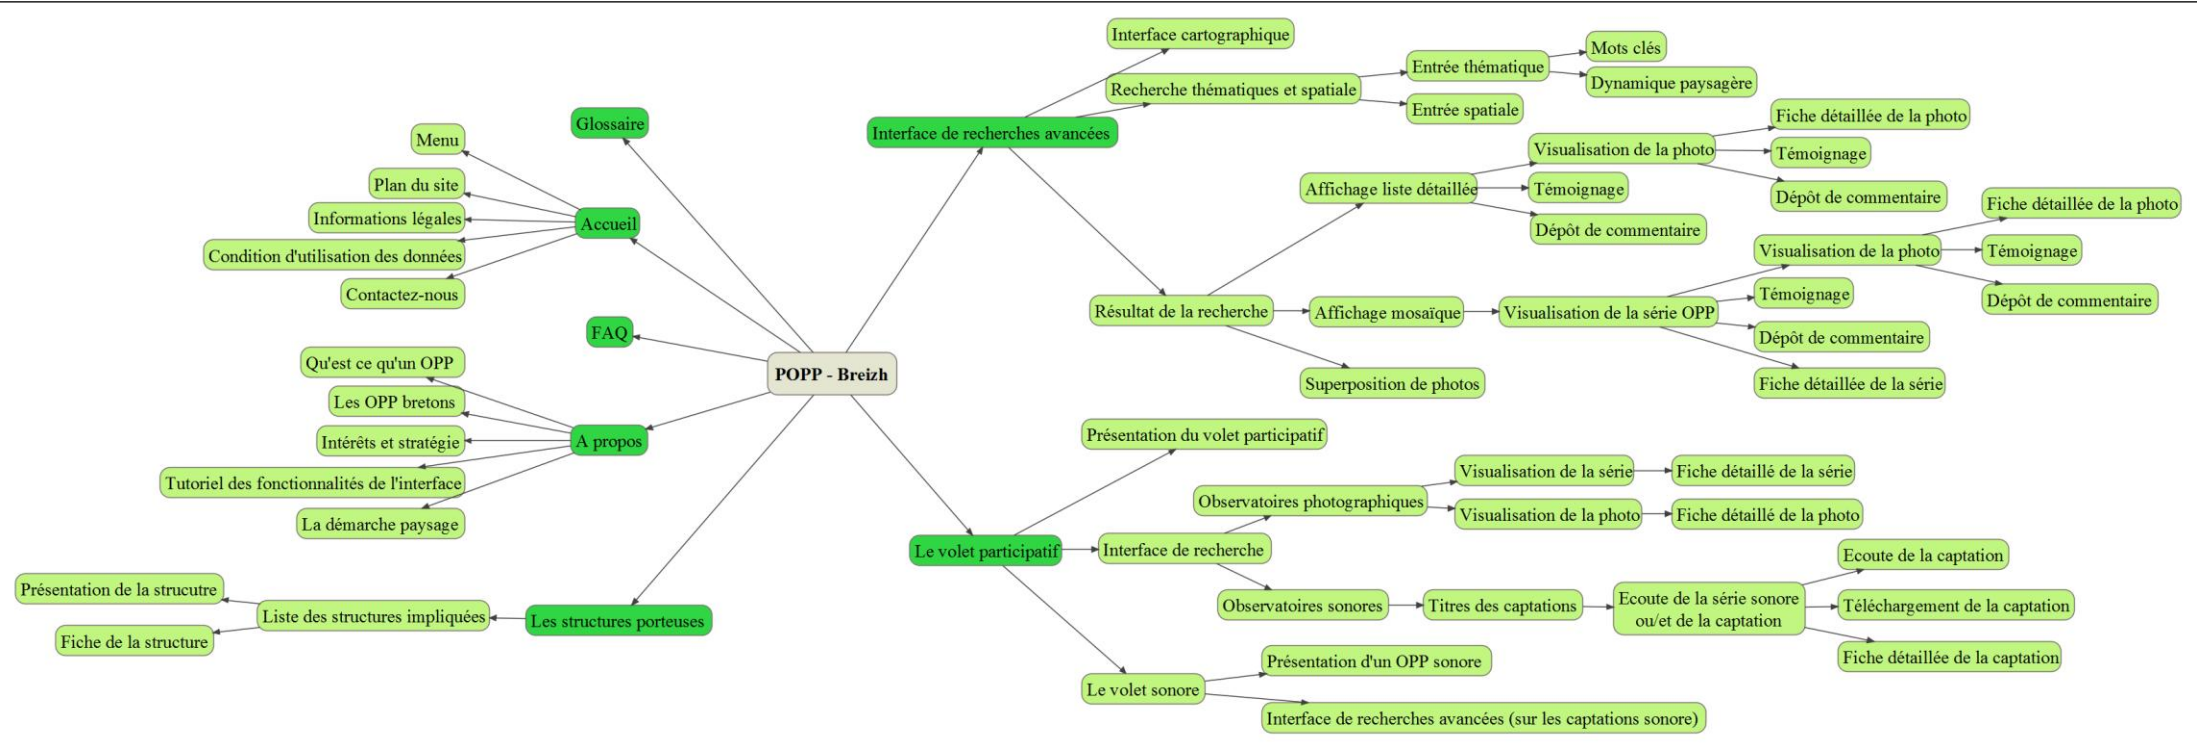 POPP - Breizh
Glossaire
Accueil
Menu
Plan du site
Informations légales
Condition d'utilisation des données
Contactez-nous
FAQ
A propos
Qu'est ce qu'un OPP
Les OPP bretons
Intérêts et stratégie
Tutoriel des fonctionnalités de l'interface
La démarche paysage
Les structures porteuses
Liste des structures impliquées
Présentation de la strucutre
Fiche de la structure
Interface de recherches avancées
Interface cartographique
Recherche thématiques et spatiale
Entrée thématique
Mots clés
Dynamique paysagère
Entrée spatiale
Résultat de la recherche
Affichage liste détaillée
Visualisation de la photo
Fiche détaillée de la photo
Témoignage
Dépôt de commentaire
Témoignage
Dépôt de commentaire
Affichage mosaïque
Visualisation de la série OPP
Visualisation de la photo
Fiche détaillée de la photo
Témoignage
Dépôt de commentaire
Témoignage
Dépôt de commentaire
Fiche détaillée de la série
Superposition de photos
Le volet participatif
Présentation du volet participatif
Interface de recherche
Observatoires photographiques
Visualisation de la série
Fiche détaillé de la série
Visualisation de la photo
Fiche détaillé de la photo
Observatoires sonores
Titres des captations
Ecoute de la série sonore
ou/et de la captation
Ecoute de la captation
Téléchargement de la captation
Fiche détaillée de la captation
Le volet sonore
Présentation d'un OPP sonore
Interface de recherches avancées (sur les captations sonore)